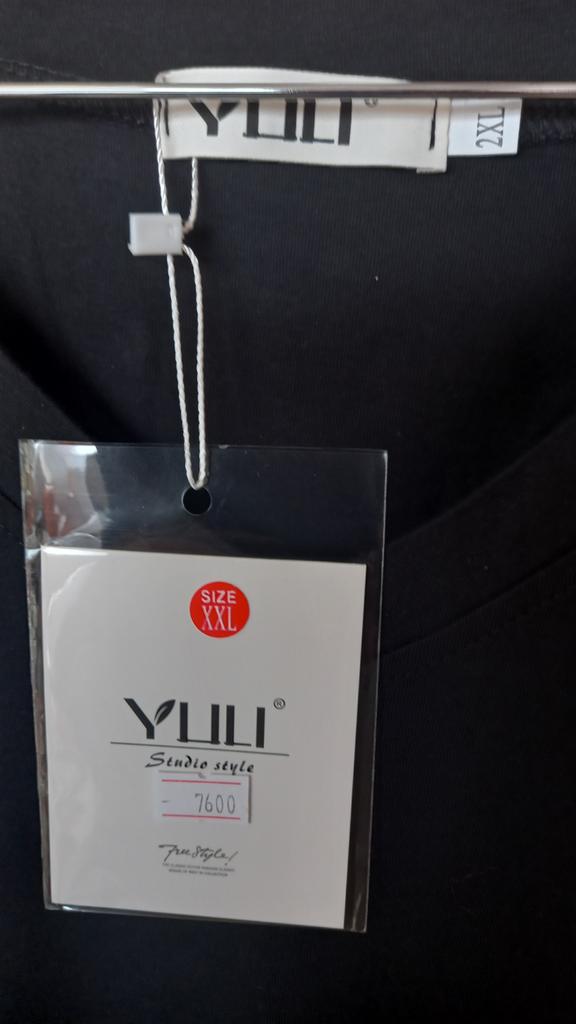 YULI
2XL
SIZE
XXL
YULI®
Studio style
- 7600
Free Style!